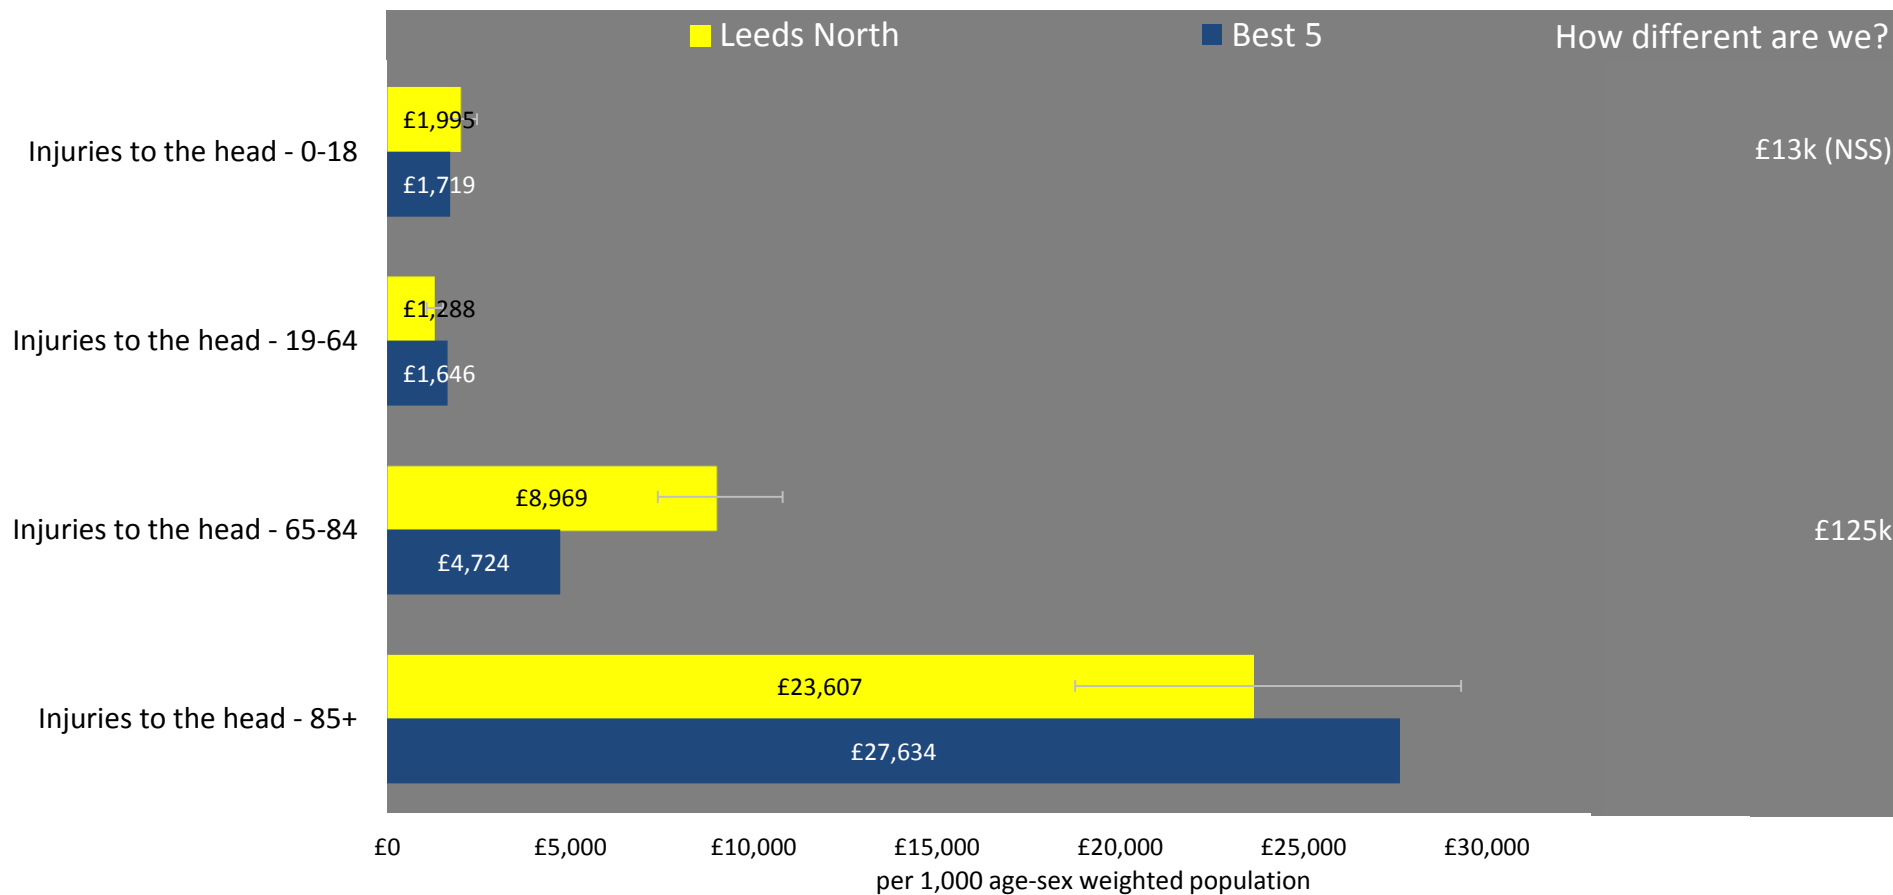 Leeds North
Best 5
How different are we?
Injuries to the head - 0-18
£1,995
£1,719
£13k (NSS)
Injuries to the head - 19-64
£1,288
£1,646
Injuries to the head - 65-84
£8,969
£4,724
£125k
Injuries to the head - 85+
£23,607
£27,634
£0 £5,000 £10,000 £15,000 £20,000 £25,000 £30,000
per 1,000 age-sex weighted population